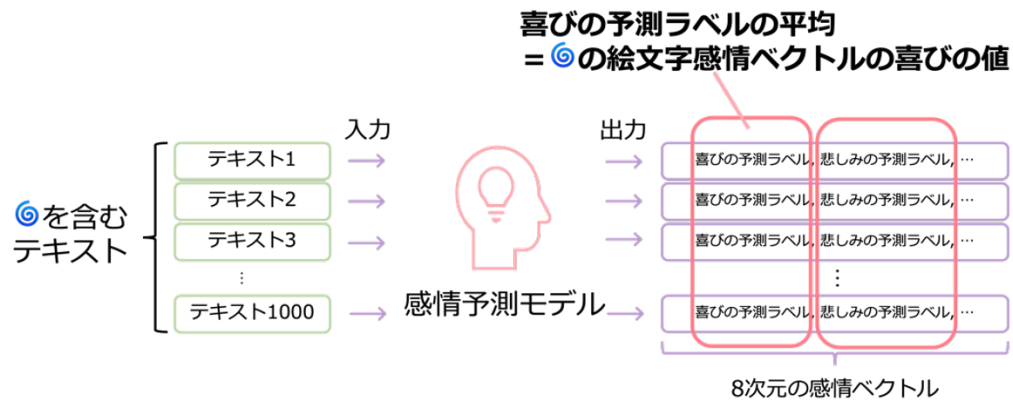 喜びの予測ラベルの平均
=🌀の絵文字感情ベクトルの喜びの値
入力
出力
🌀を含む
テキスト
テキスト1
テキスト2
テキスト3
⋮
テキスト1000
感情予測モデル
喜びの予測ラベル, 悲しみの予測ラベル, …
喜びの予測ラベル, 悲しみの予測ラベル, …
喜びの予測ラベル, 悲しみの予測ラベル, …
⋮
喜びの予測ラベル, 悲しみの予測ラベル, …
8次元の感情ベクトル